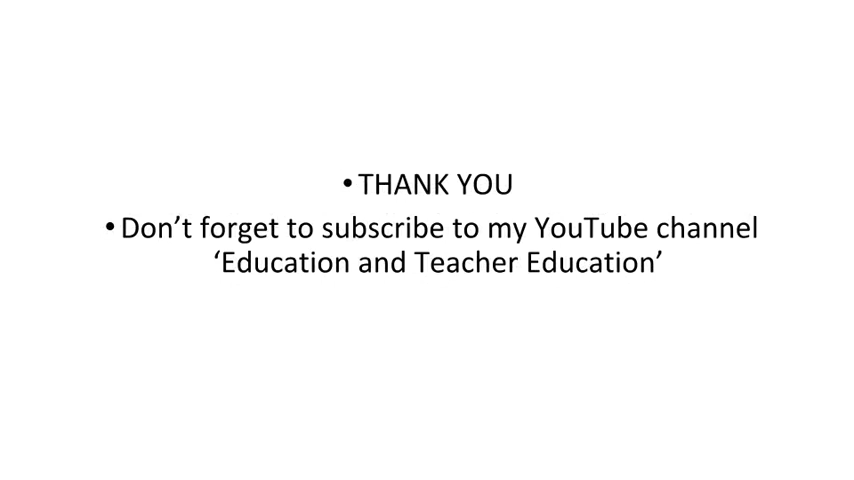 • THANK YOU
• Don’t forget to subscribe to my YouTube channel
‘Education and Teacher Education’